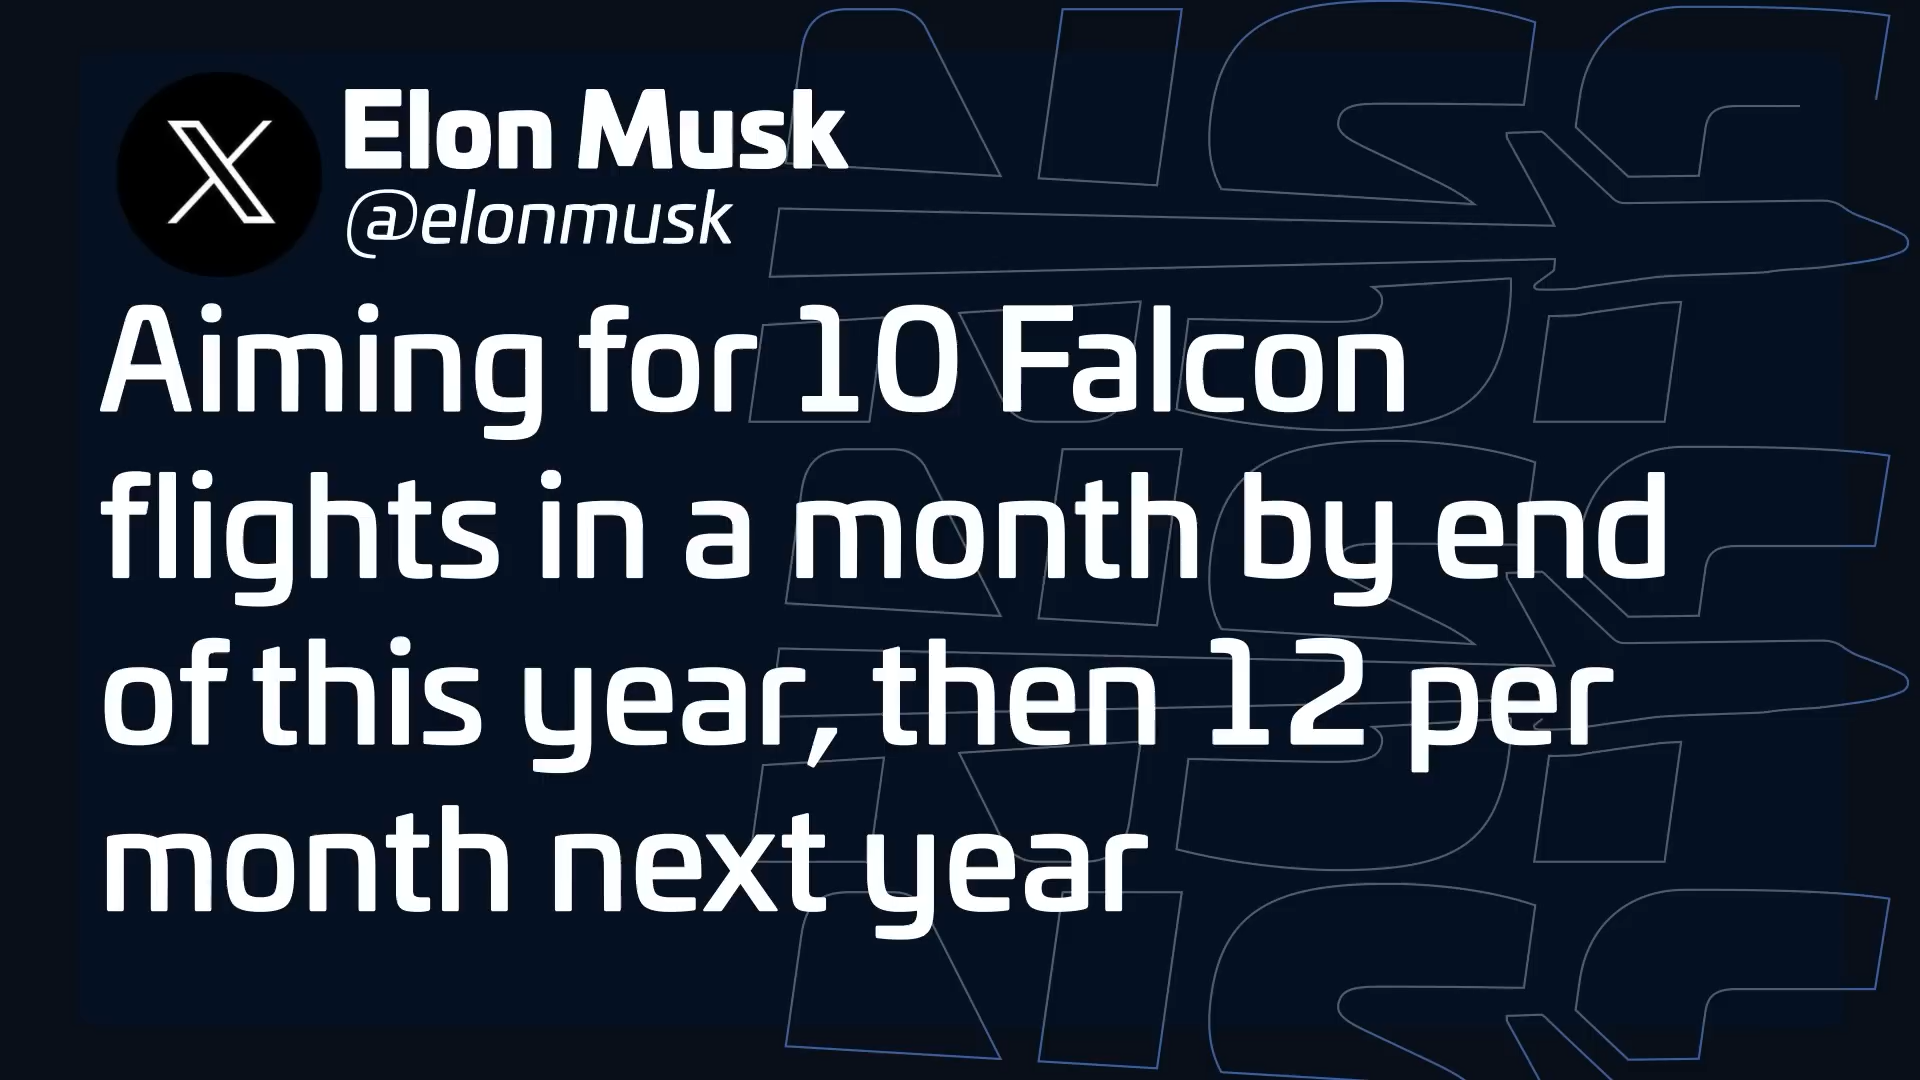 Elon Musk
@elonmusk
Aiming for 10 Falcon
flights in a month by end
of this year, then 12 per
month next year